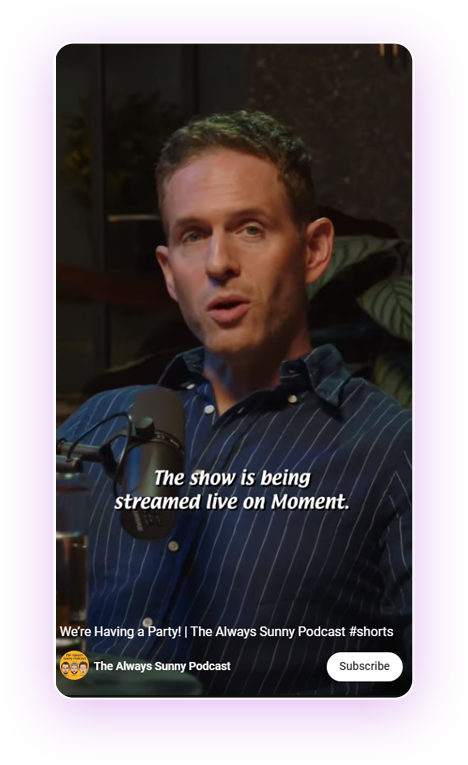 The show is being
streamed live on Moment.
We're Having a Party! | The Always Sunny Podcast #shorts
The Always Sunny Podcast
Subscribe